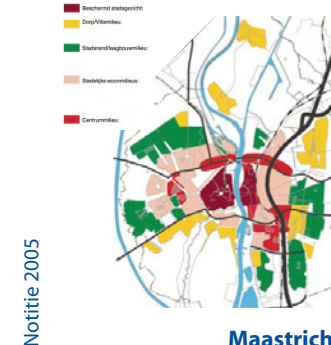 Beschermd stadsgezicht:
Dorp/Villamilieu:
Stadsrand/laagbouwmilieu:
Stedelijke woonmilieus:
Centrummilieu:
Notitie 2005
Maastrich